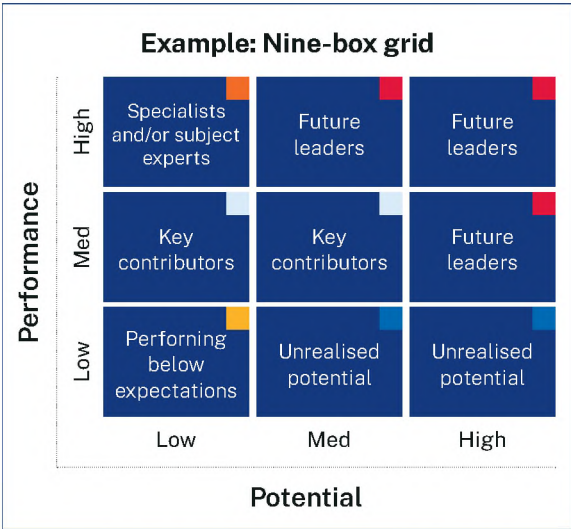 Example: Nine-box grid
Performance
High
Specialists
and/or subject
experts
Future
leaders
Future
leaders
Med
Key
contributors
Key
contributors
Future
leaders
Low
Perforning
below
expectations
Unrealised
potential
Unrealised
potential
Low
Med
High
Potential